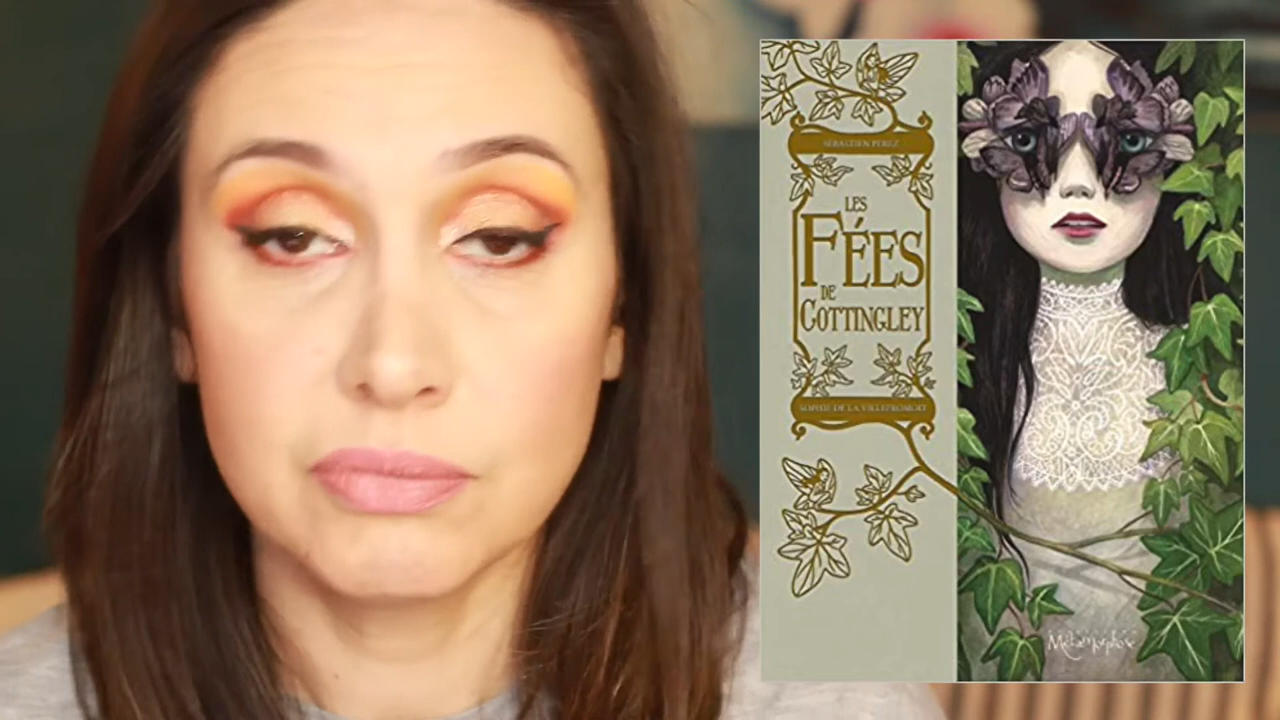 SÉBASTIEN PEREZ
LES
FÉES
DE
COTTINGLEY
SOPHIE DE LA VILLEFROMOIT
Métamorphose